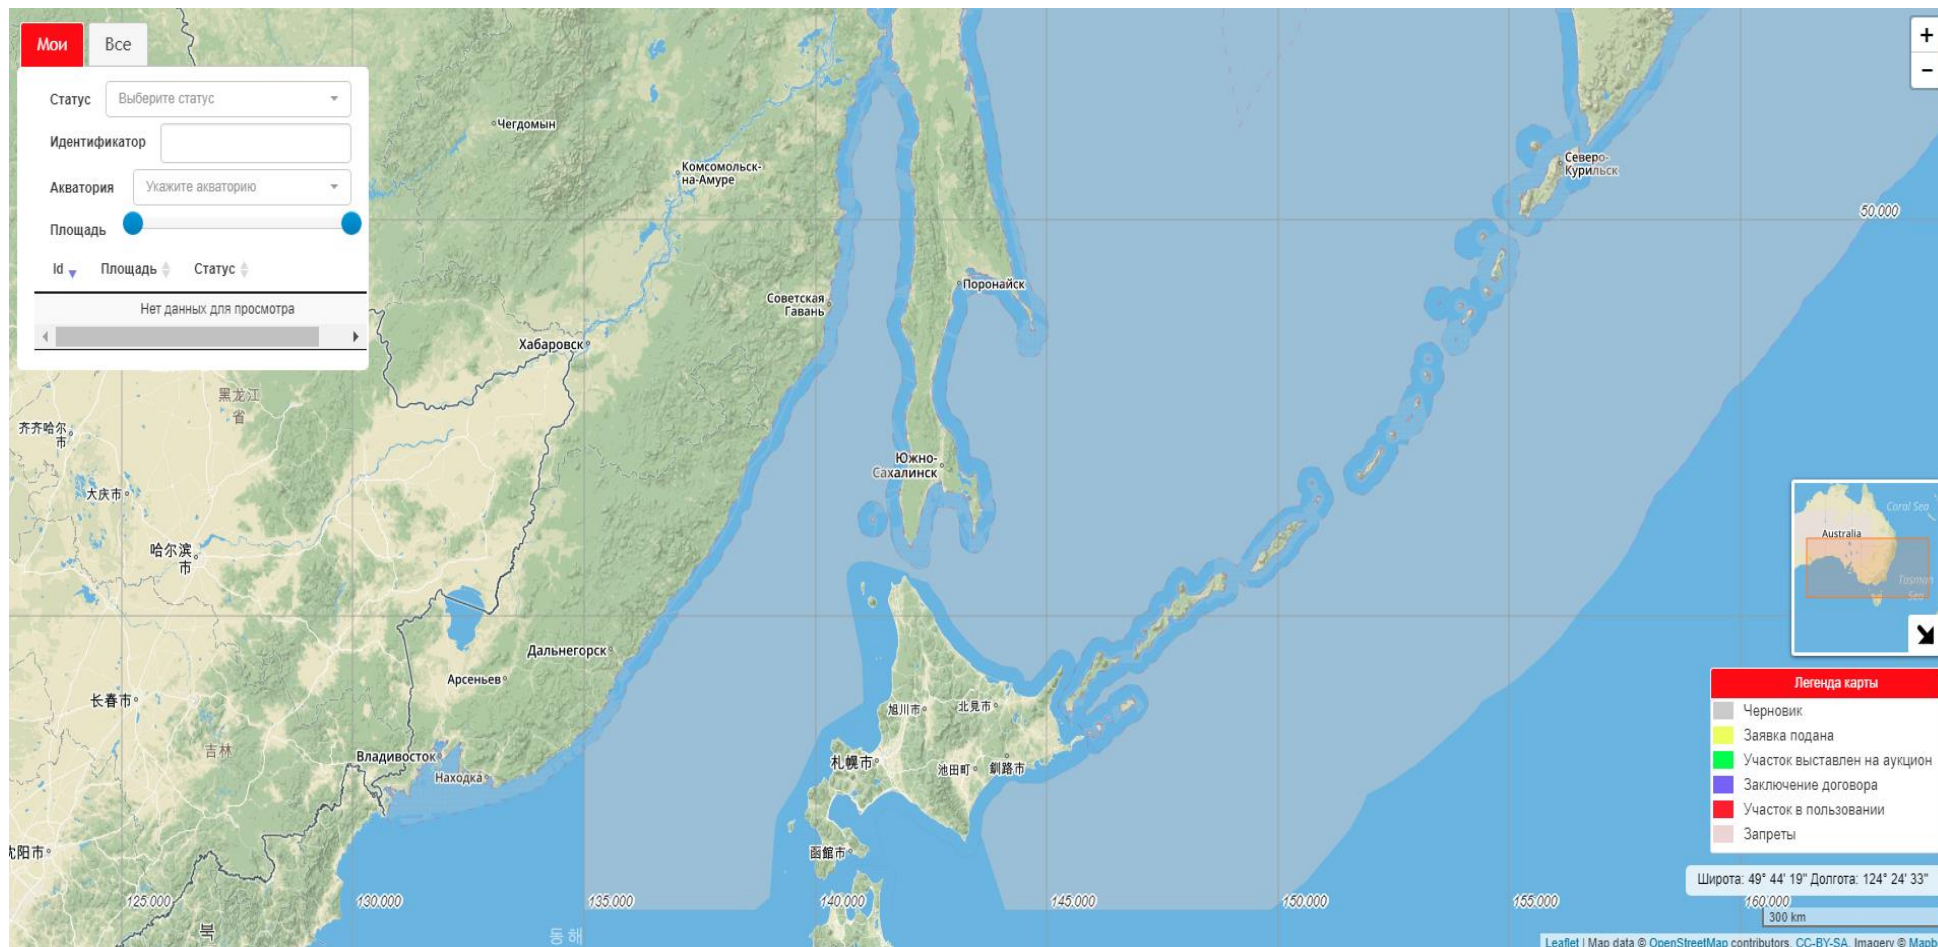 Мои
Все
Статус
Выберите статус
Идентификатор
Акватория
Укажите акваторию
Площадь
Id
Площадь
Статус
Нет данных для просмотра
+
-
Чегдомын
Комсомольск-
на-Амуре
Северо-
Курильск
50.000
Советская
Гавань
Поронайск
Хабаровск
黑龙江
省
齐齐哈尔
市
Южно-
Сахалинск
大庆市
哈尔滨
市
Coral Sea
Australia
Tasman
Sea
Дальнегорск
Арсеньев
长春市
吉林
Владивосток
Находка
旭川市
北見市
札幌市
池田町
釧路市
函館市
沈阳市
Легенда карты
Черновик
Заявка подана
Участок выставлен на аукцион
Заключение договора
Участок в пользовании
Запреты
Широта: 49° 44' 19" Долгота: 124° 24' 33"
125.000
130.000
135.000
140.000
145.000
150.000
155.000
160.000
300 km
동해
Leaflet | Map data © OpenStreetMap contributors, CC-BY-SA, Imagery © Mapb